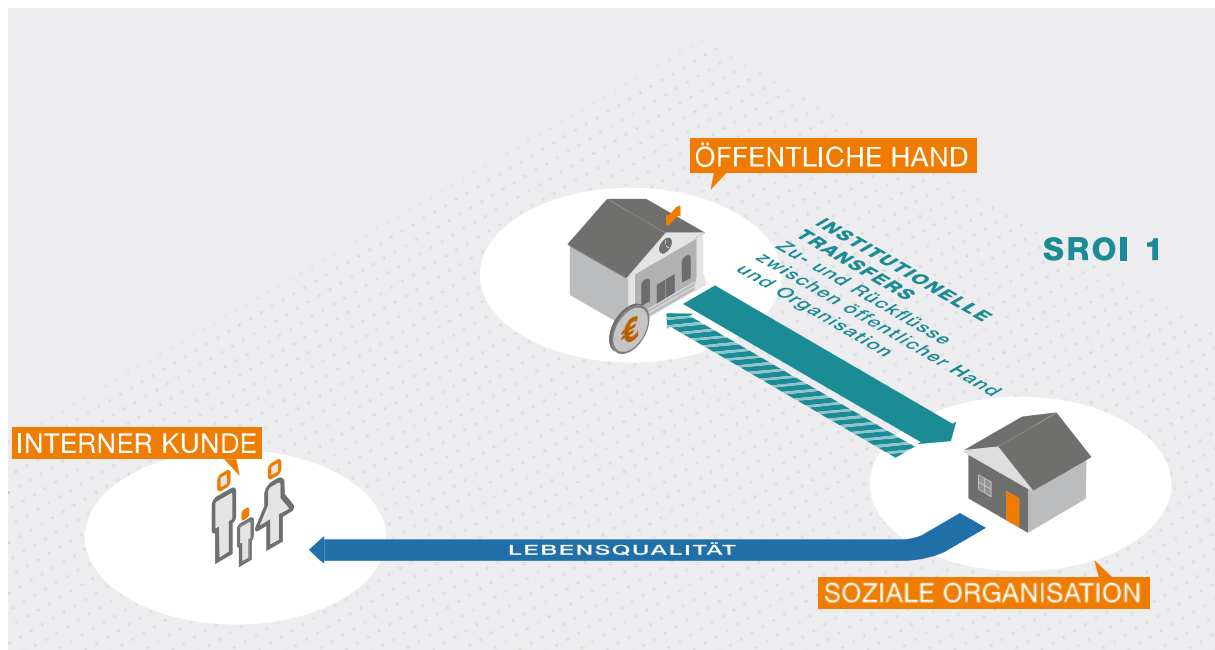 ÖFFENTLICHE HAND
INSTITUTIONELLE
TRANSFERS
Zu- und Rückflüsse
zwischen öffentlicher Hand
und Organisation
SROI 1
€
INTERNER KUNDE
LEBENSQUALITÄT
SOZIALE ORGANISATION